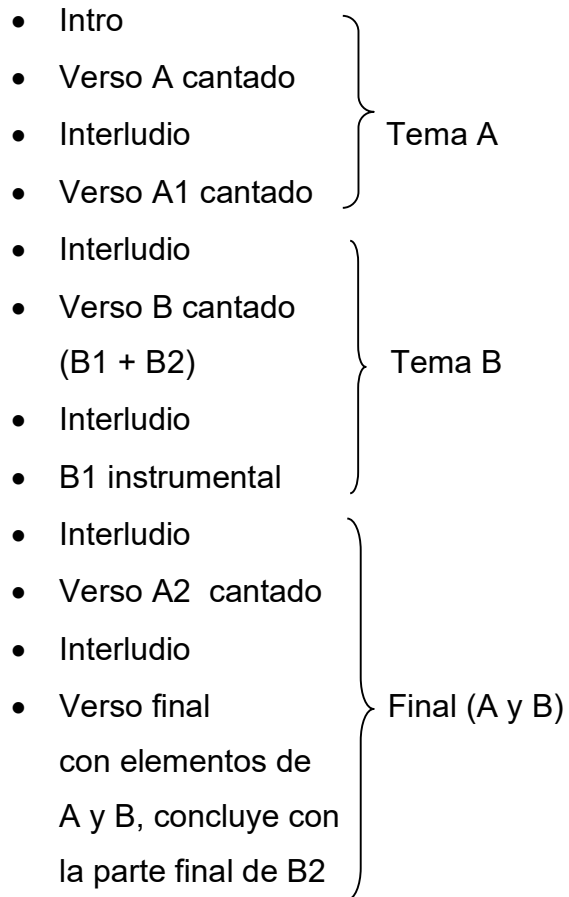 • Intro
• Verso A cantado
• Interludio Tema A
• Verso A1 cantado
• Interludio
• Verso B cantado
(B1 + B2) Tema B
• Interludio
• B1 instrumental
• Interludio
• Verso A2 cantado
• Interludio
• Verso final Final (A y B)
con elementos de
A y B, concluye con
la parte final de B2